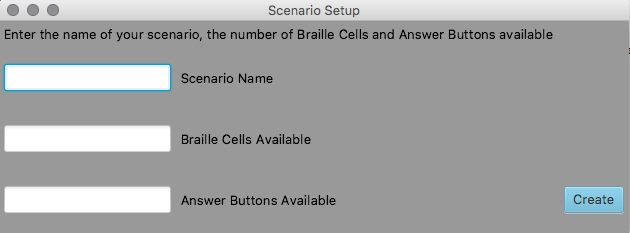 Scenario Setup
Enter the name of your scenario, the number of Braille Cells and Answer Buttons available
Scenario Name
Braille Cells Available
Answer Buttons Available
Create